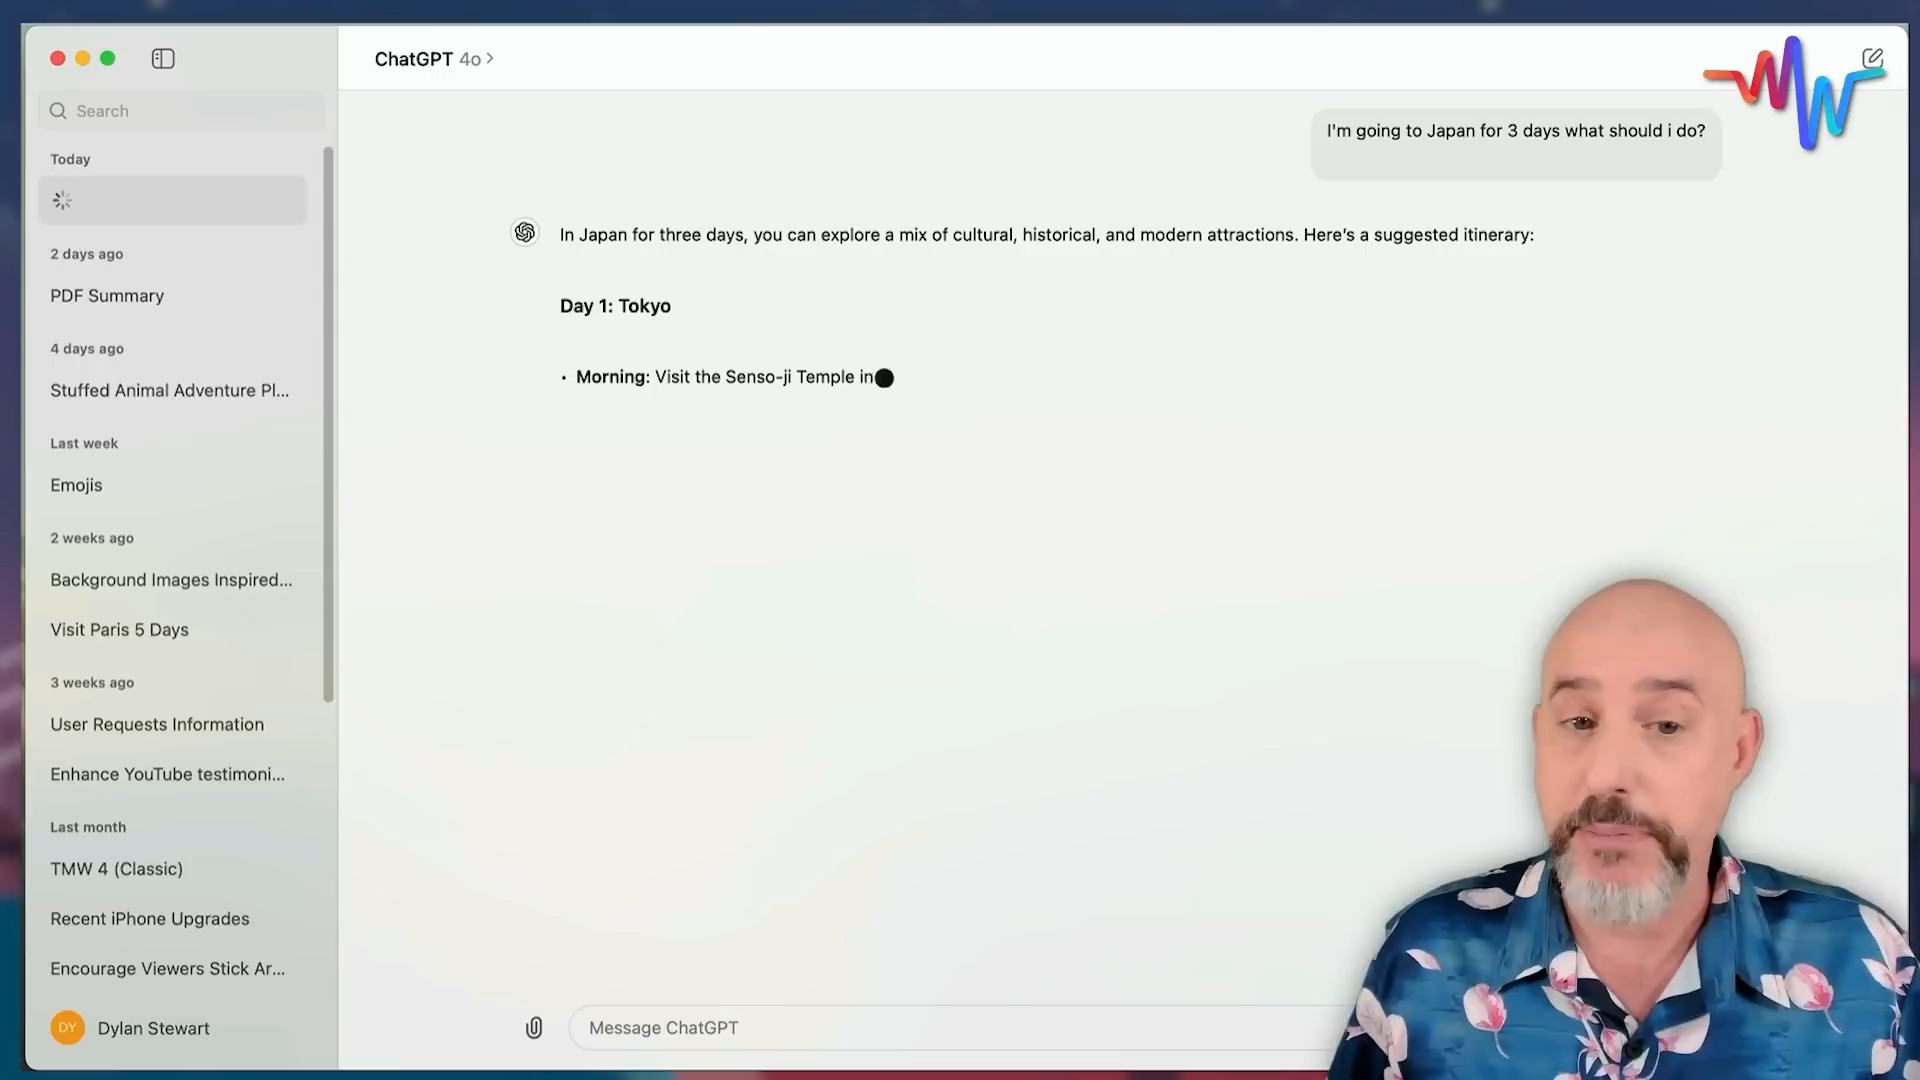 ChatGPT 4o >
Search
Today
2 days ago
PDF Summary
4 days ago
Stuffed Animal Adventure Pl...
Last week
Emojis
2 weeks ago
Background Images Inspired...
Visit Paris 5 Days
3 weeks ago
User Requests Information
Enhance YouTube testimoni...
Last month
TMW 4 (Classic)
Recent iPhone Upgrades
Encourage Viewers Stick Ar...
DY Dylan Stewart
I'm going to Japan for 3 days what should i do?
In Japan for three days, you can explore a mix of cultural, historical, and modern attractions. Here's a suggested itinerary:
Day 1: Tokyo
• Morning: Visit the Senso-ji Temple in
Message ChatGPT
MW